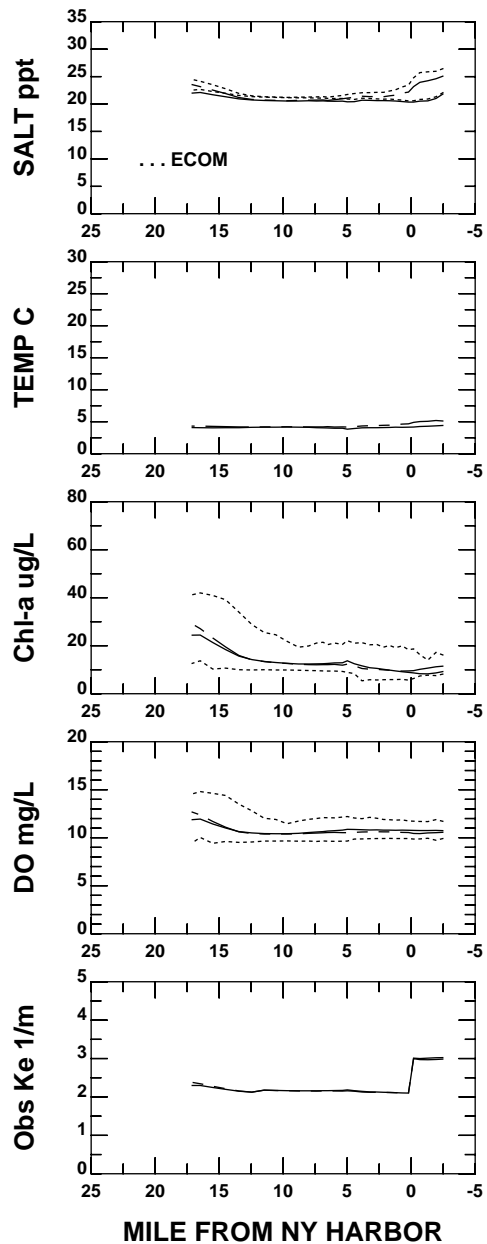 SALT ppt
35
30
25
20
15
10
5
0
. . . ECOM
25 20 15 10 5 0 -5
TEMP C
30
25
20
15
10
5
0
25 20 15 10 5 0 -5
Chl-a ug/L
80
60
40
20
0
25 20 15 10 5 0 -5
DO mg/L
20
15
10
5
0
25 20 15 10 5 0 -5
Obs Ke 1/m
5
4
3
2
1
0
25 20 15 10 5 0 -5
MILE FROM NY HARBOR